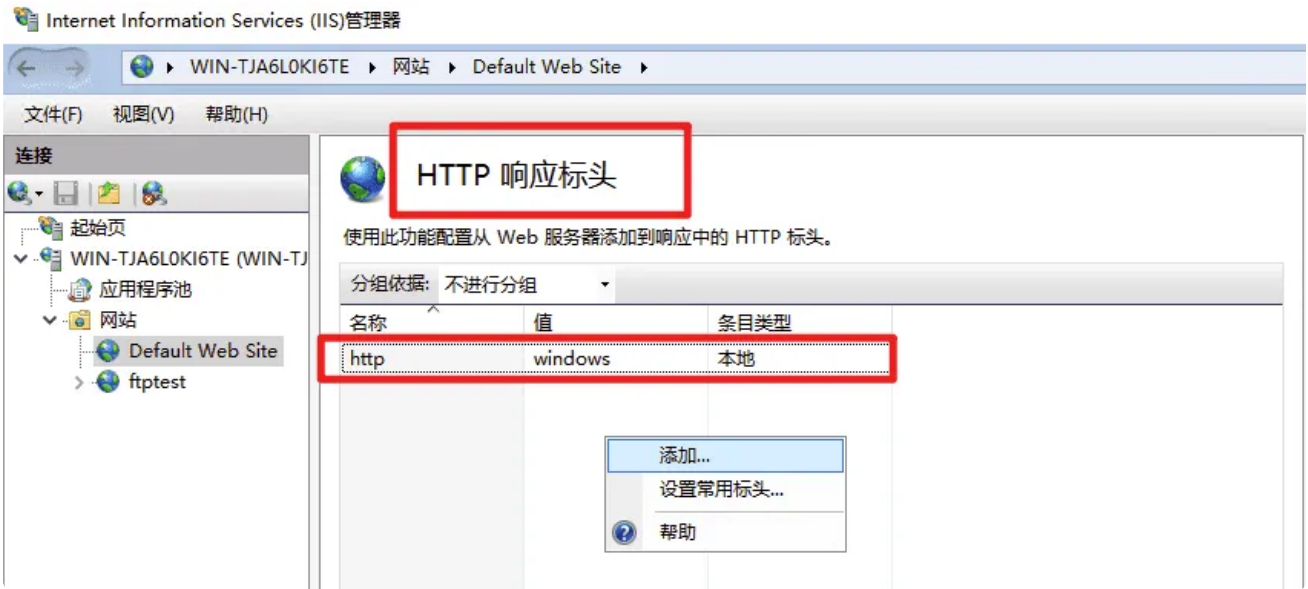 Internet Information Services (IIS)管理器
WIN-TJA6L0KI6TE 网站 Default Web Site
文件(F) 视图(V) 帮助(H)
连接
起始页
WIN-TJA6L0KI6TE (WIN-TJ
应用程序池
网站
Default Web Site
ftptest
HTTP 响应标头
使用此功能配置从 Web 服务器添加到响应中的 HTTP 标头。
分组依据: 不进行分组
名称 值 条目类型
http windows 本地
添加...
设置常用标头...
帮助